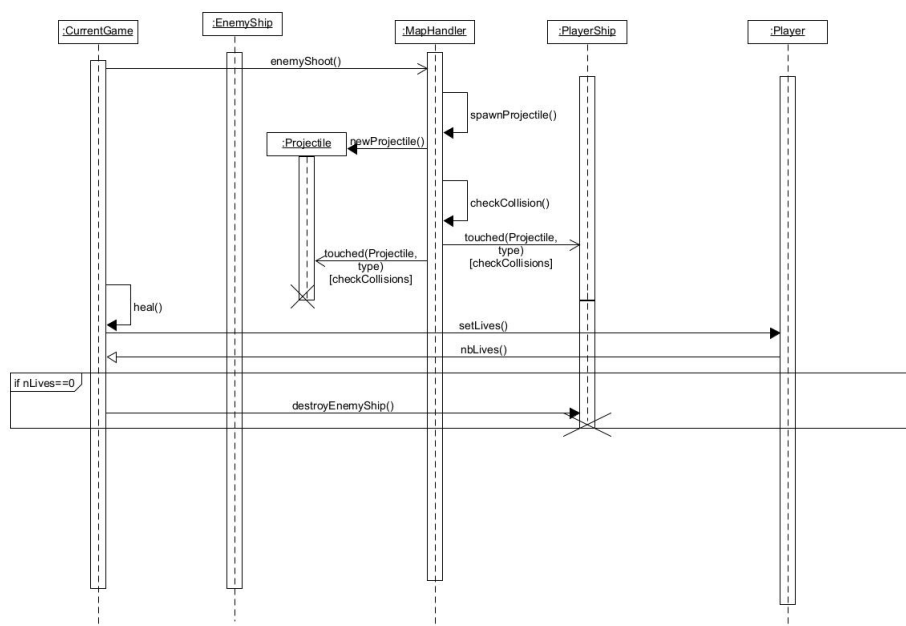 :CurrentGame
:EnemyShip
:MapHandler
:PlayerShip
:Player
enemyShoot()
spawnProjectile()
:Projectile
newProjectile()
checkCollision()
touched(Projectile,
type)
[checkCollisions]
touched(Projectile,
type)
[checkCollisions]
heal()
setLives()
nbLives()
if nLives==0
destroyEnemyShip()